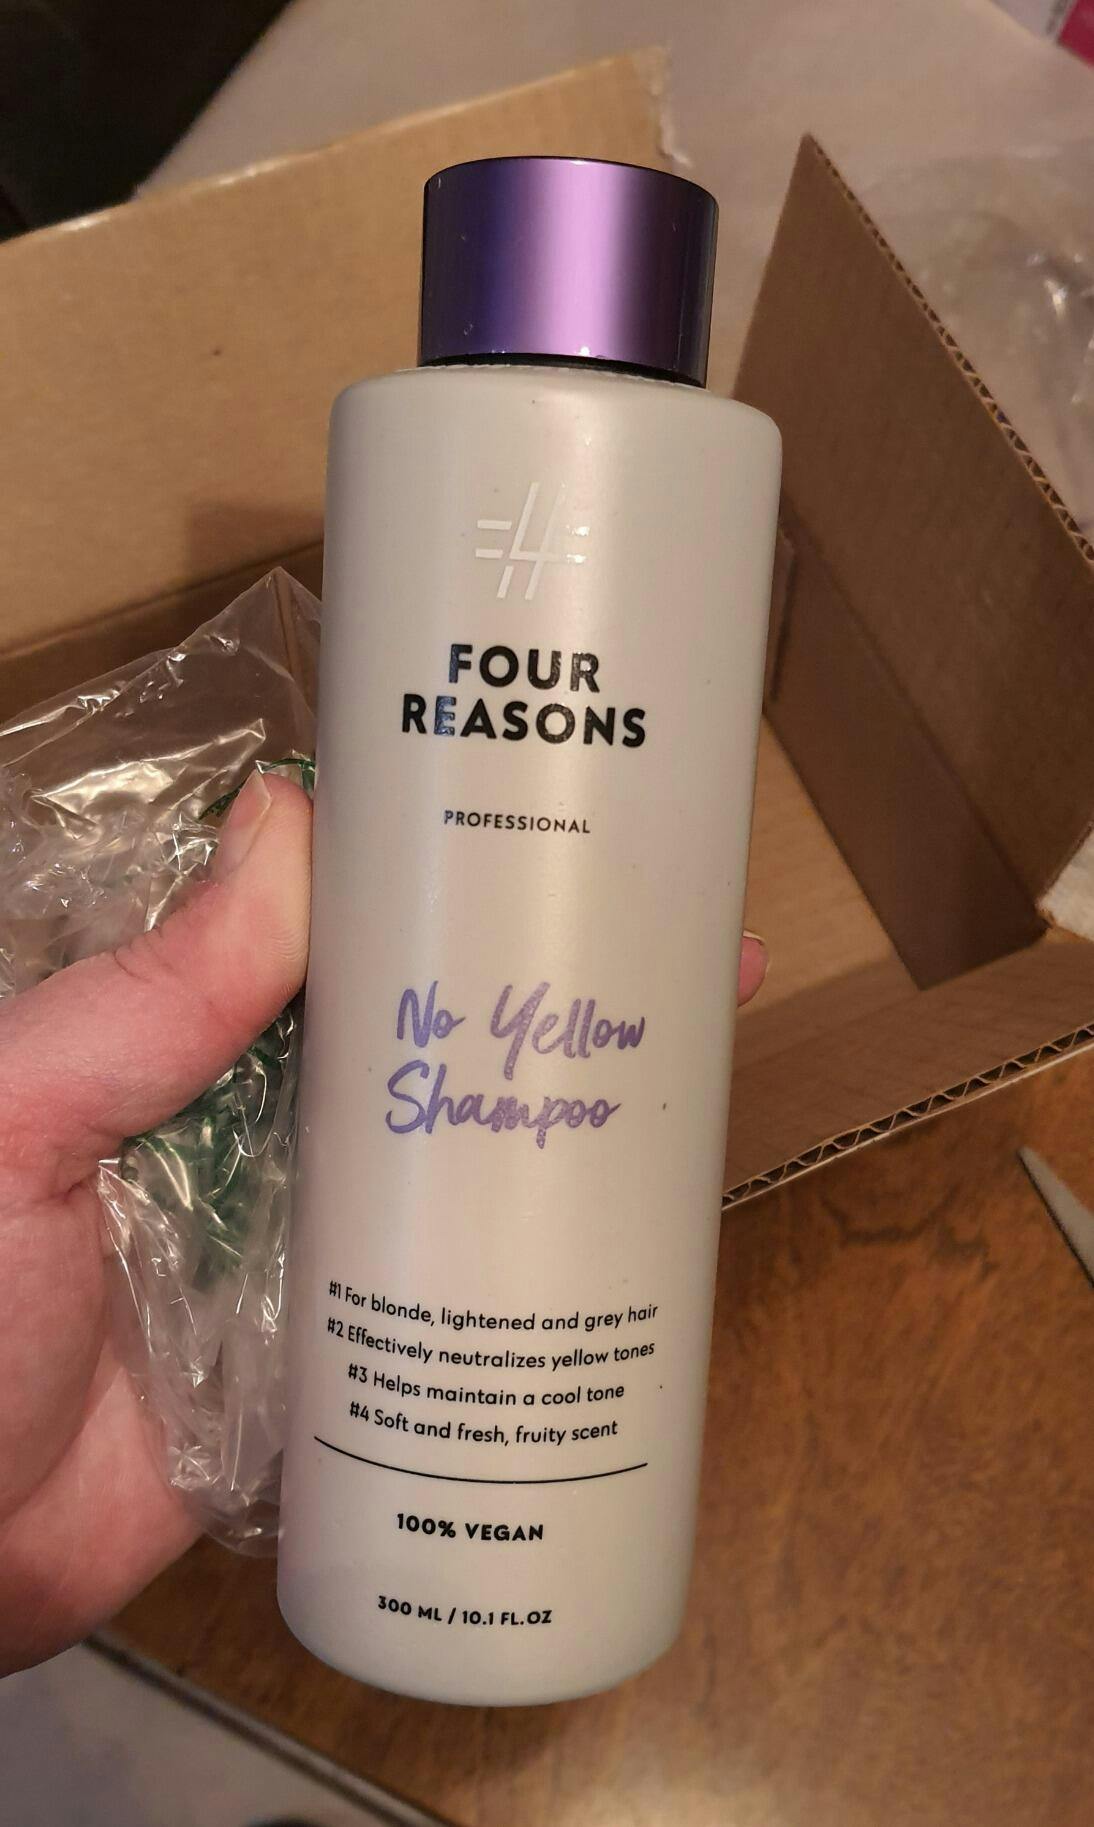 #4
FOUR
REASONS
PROFESSIONAL
No Yellow
Shampoo
#1 For blonde, lightened and grey hair
#2 Effectively neutralizes yellow tones
#3 Helps maintain a cool tone
#4 Soft and fresh, fruity scent
100% VEGAN
300 ML / 10.1 FL.OZ